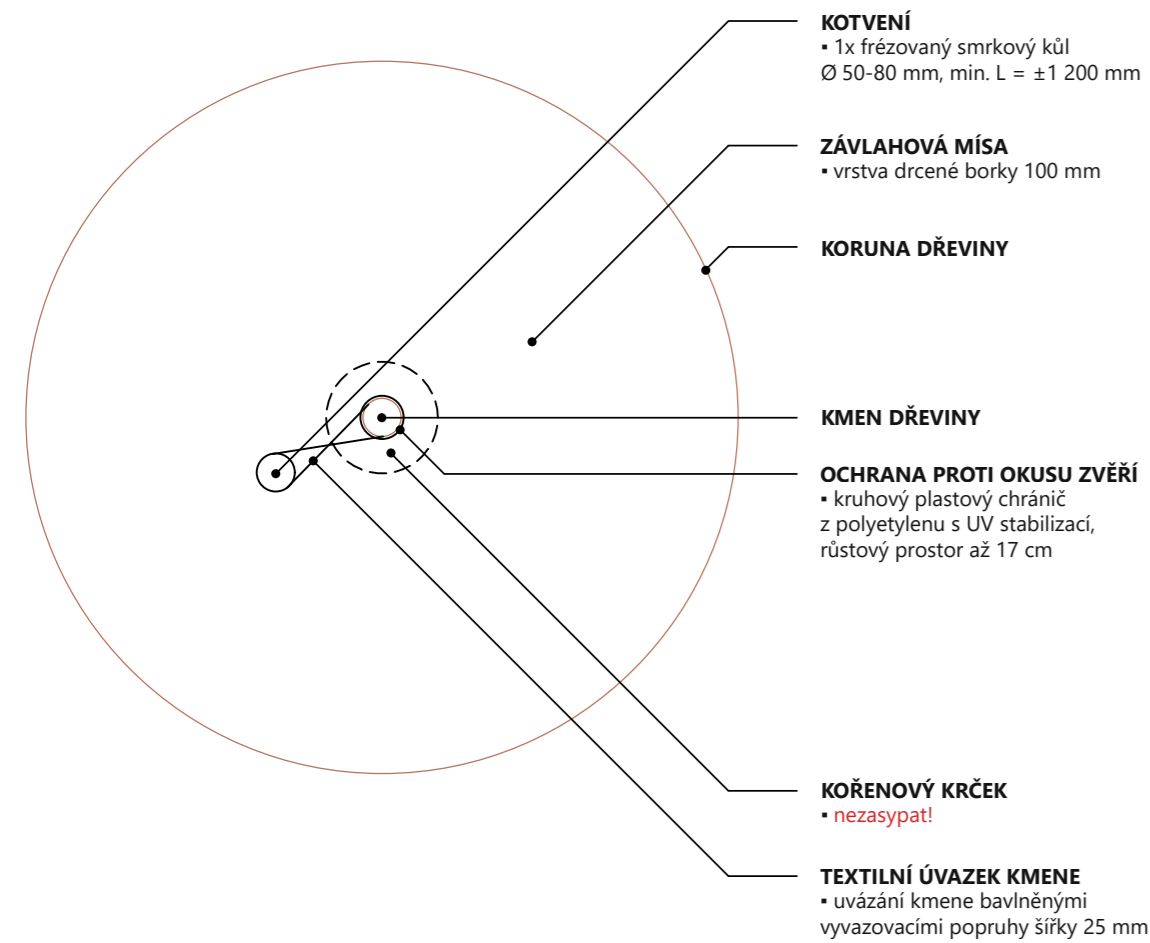 KOTVENÍ
▪ 1x frézovaný smrkový kůl
Ø 50-80 mm, min. L = ±1 200 mm
ZÁVLAHOVÁ MÍSA
▪ vrstva drcené borky 100 mm
KORUNA DŘEVINY
KMEN DŘEVINY
OCHRANA PROTI OKUSU ZVĚŘÍ
▪ kruhový plastový chránič
z polyetylenu s UV stabilizací,
růstový prostor až 17 cm
KOŘENOVÝ KRČEK
▪ nezasypat!
TEXTILNÍ ÚVAZEK KMENE
▪ uvázání kmene bavlněnými
vyvazovacími popruhy šířky 25 mm